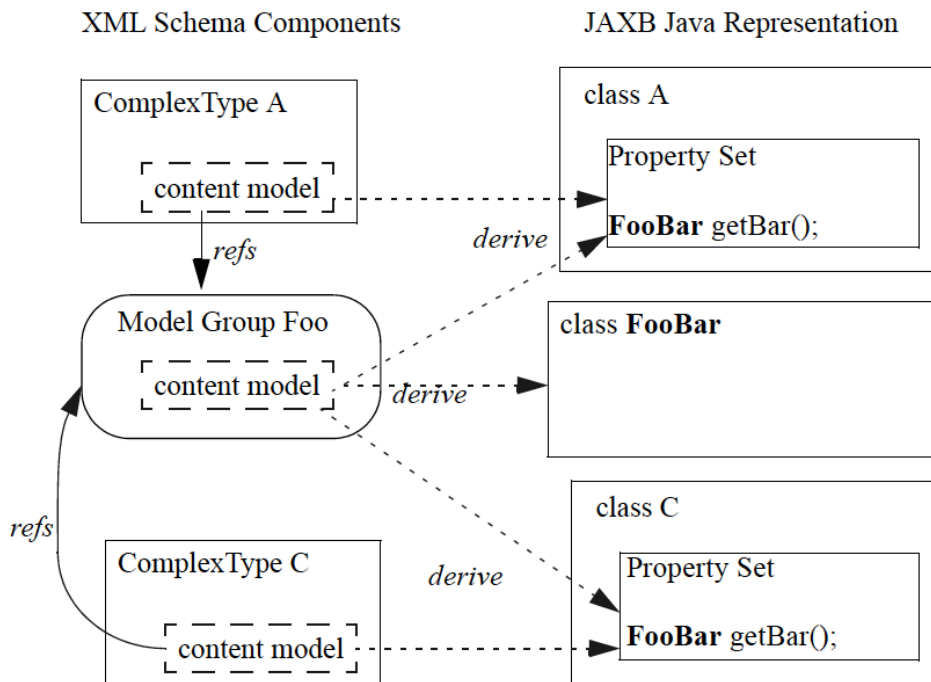 XML Schema Components
JAXB Java Representation
ComplexType A
content model
refs
Model Group Foo
content model
refs
ComplexType C
content model
derive
derive
derive
class A
Property Set
FooBar getBar();
class FooBar
class C
Property Set
FooBar getBar();